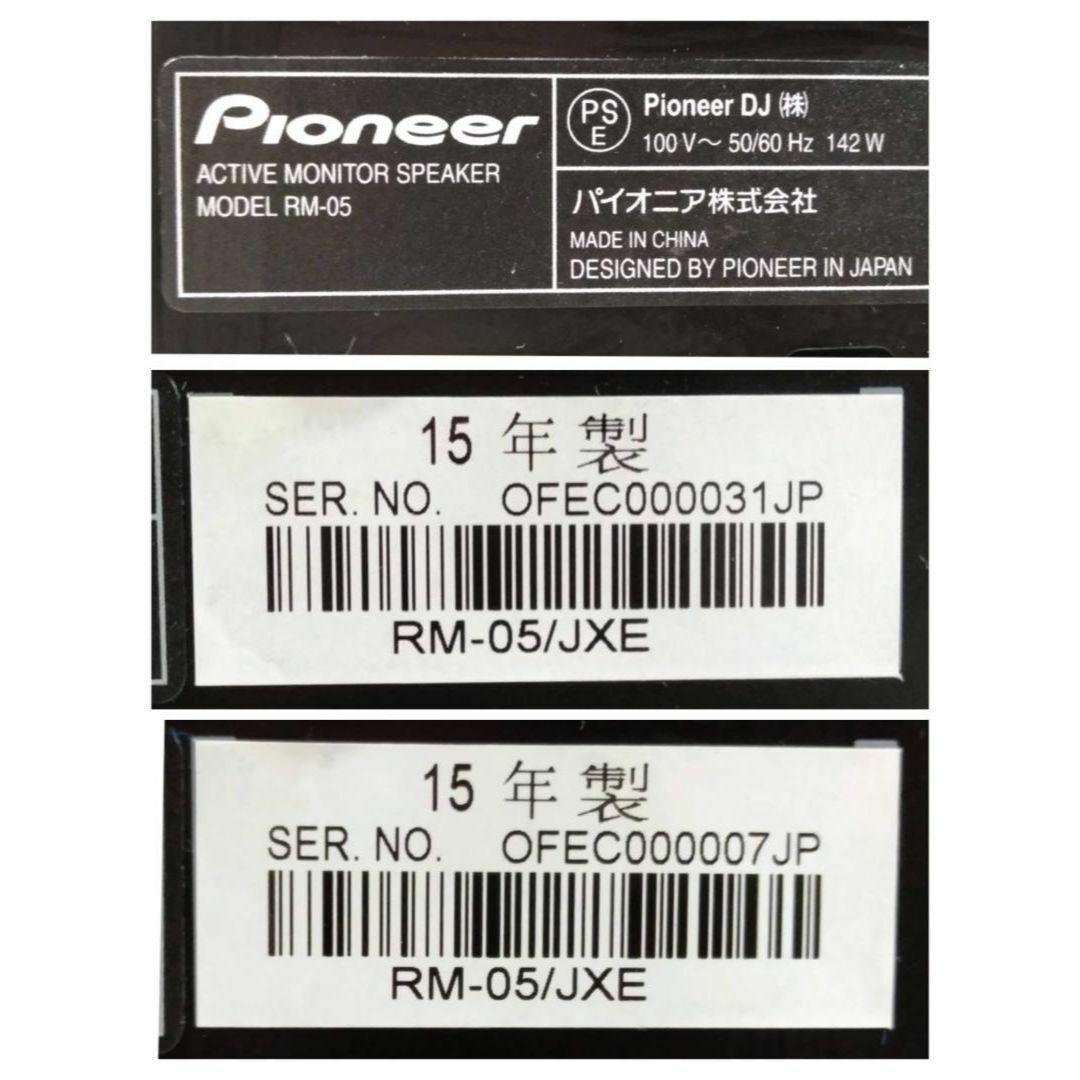 Pioneer
ACTIVE MONITOR SPEAKER
MODEL RM-05
PS
E
Pioneer DJ ㈱
100 V～ 50/60 Hz 142 W
パイオニア株式会社
MADE IN CHINA
DESIGNED BY PIONEER IN JAPAN
15 年 製
SER. NO. OFEC000031JP
RM-05/JXE
15 年 製
SER. NO. OFEC000007JP
RM-05/JXE